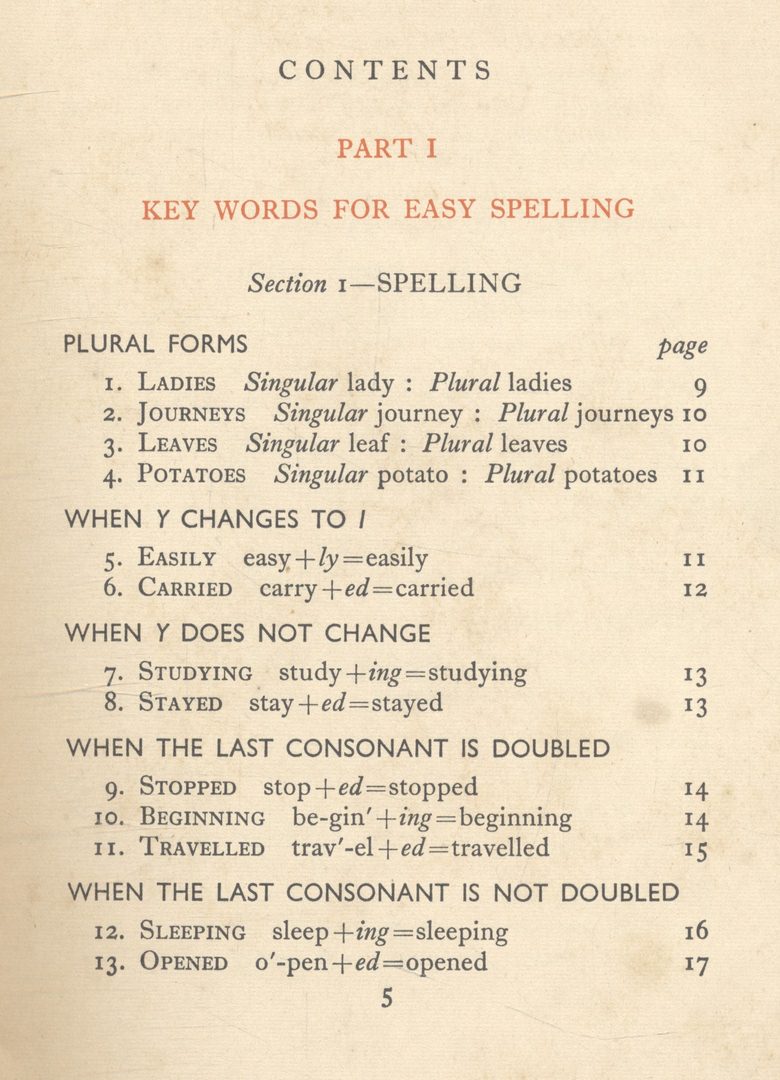 CONTENTS
PART I
KEY WORDS FOR EASY SPELLING
Section 1—SPELLING
PLURAL FORMS page
1. LADIES Singular lady : Plural ladies 9
2. JOURNEYS Singular journey : Plural journeys 10
3. LEAVES Singular leaf : Plural leaves 10
4. POTATOES Singular potato : Plural potatoes 11
WHEN Y CHANGES TO I
5. EASILY easy+ly=easily 11
6. CARRIED carry+ed=carried 12
WHEN Y DOES NOT CHANGE
7. STUDYING study+ing=studying 13
8. STAYED stay+ed=stayed 13
WHEN THE LAST CONSONANT IS DOUBLED
9. STOPPED stop+ed=stopped 14
10. BEGINNING be-gin′+ing=beginning 14
11. TRAVELLED trav′-el+ed=travelled 15
WHEN THE LAST CONSONANT IS NOT DOUBLED
12. SLEEPING sleep+ing=sleeping 16
13. OPENED o′-pen+ed=opened 17
5